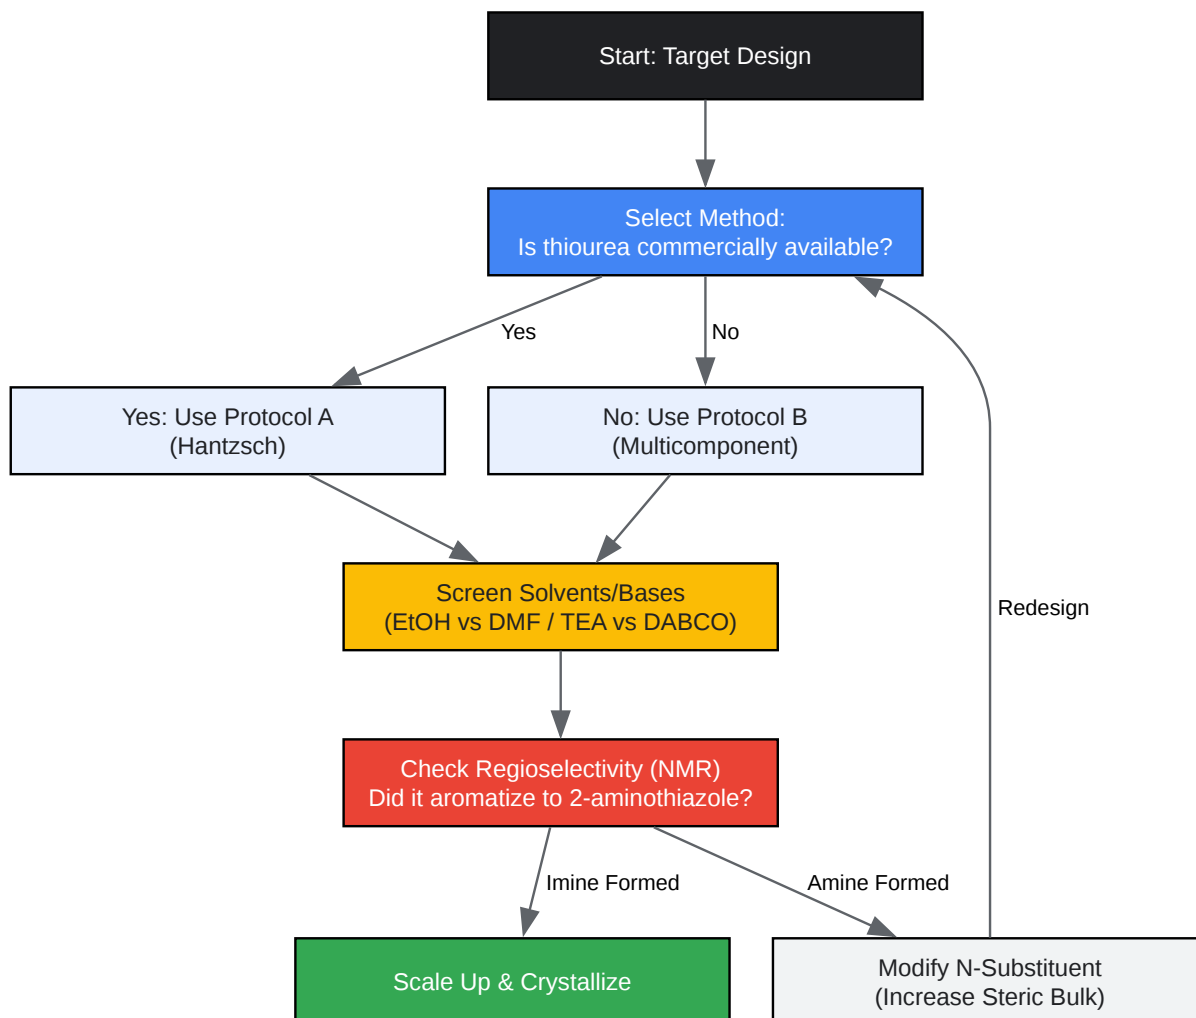 Start: Target Design
Select Method:
Is thiourea commercially available?
Yes
No
Yes: Use Protocol A
(Hantzsch)
No: Use Protocol B
(Multicomponent)
Screen Solvents/Bases
(EtOH vs DMF / TEA vs DABCO)
Redesign
Check Regioselectivity (NMR)
Did it aromatize to 2-aminothiazole?
Imine Formed
Amine Formed
Scale Up & Crystallize
Modify N-Substituent
(Increase Steric Bulk)